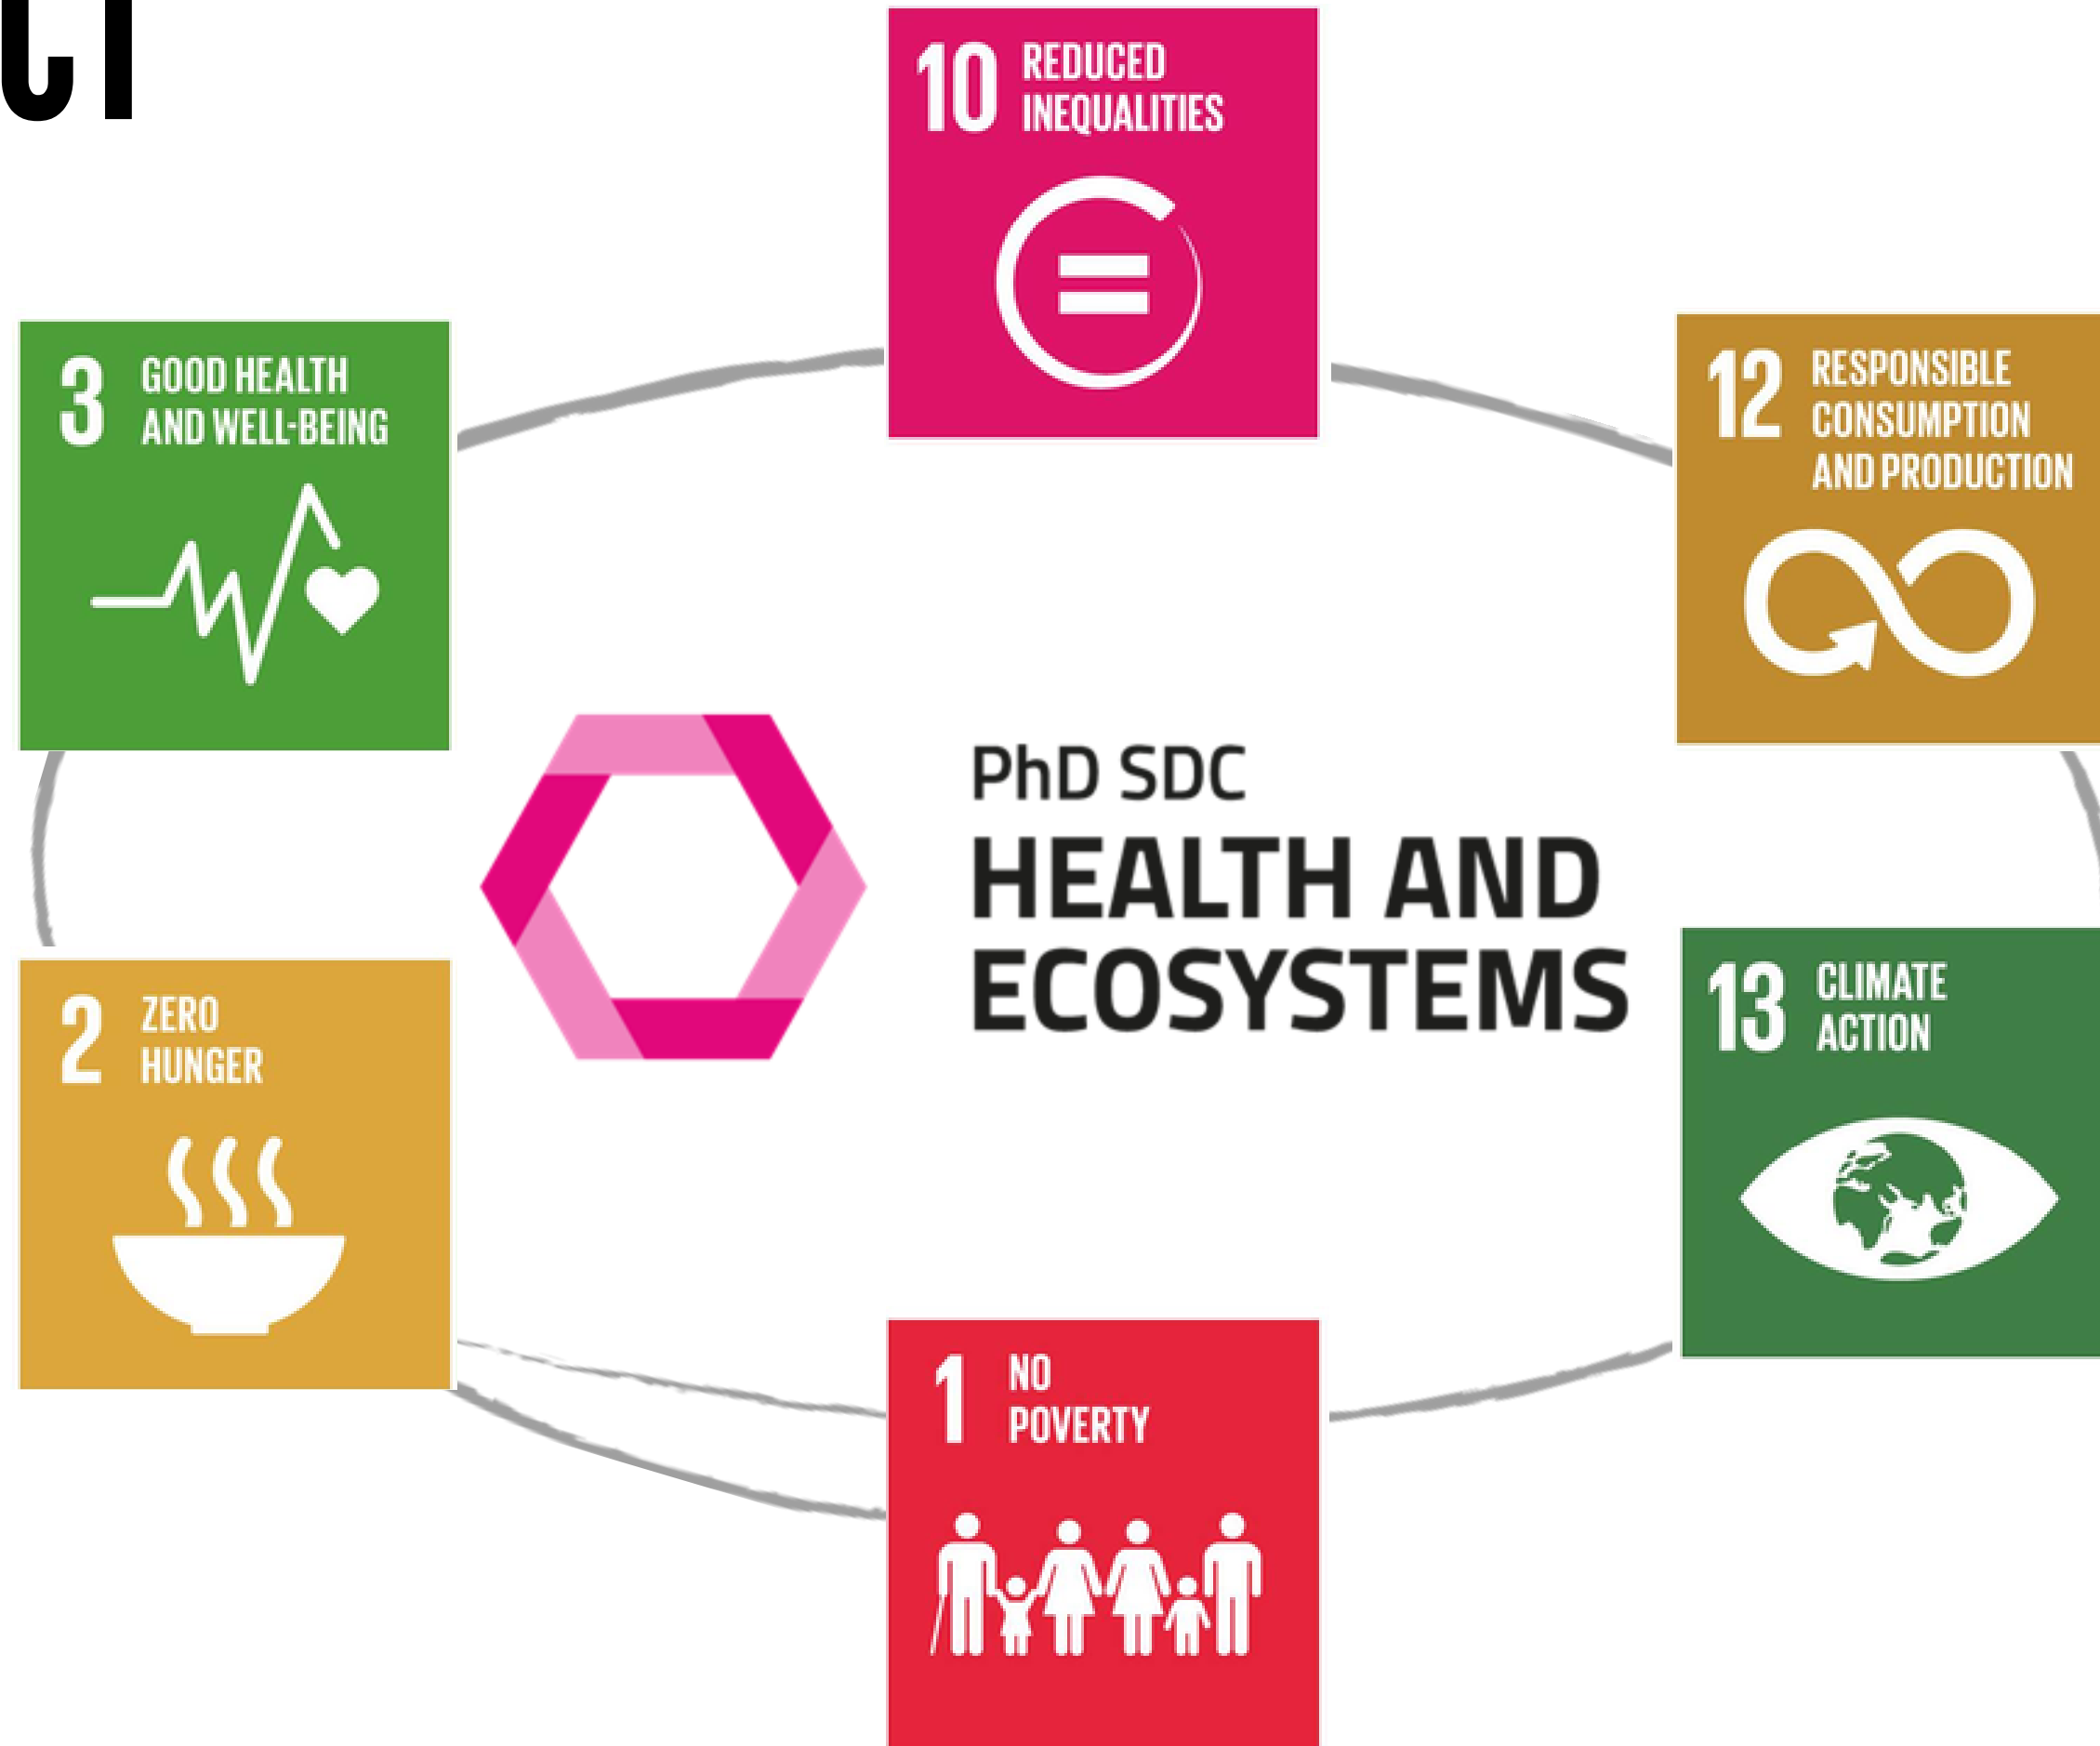 10 REDUCED
INEQUALITIES
3 GOOD HEALTH
AND WELL-BEING
12 RESPONSIBLE
CONSUMPTION
AND PRODUCTION
PhD SDC
HEALTH AND
ECOSYSTEMS
2 ZERO
HUNGER
13 CLIMATE
ACTION
1 NO
POVERTY